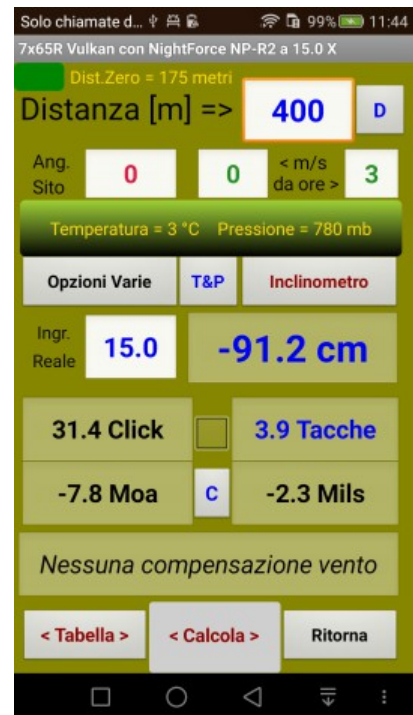 Solo chiamate d... 99% 11:44
7x65R Vulkan con NightForce NP-R2 a 15.0 X
Dist.Zero = 175 metri
Distanza [m] => 400 D
Ang. Sito 0 0 < m/s da ore > 3
Temperatura = 3 °C Pressione = 780 mb
Opzioni Varie T&P Inclinometro
Ingr. Reale 15.0 -91.2 cm
31.4 Click 3.9 Tacche
-7.8 Moa C -2.3 Mils
Nessuna compensazione vento
< Tabella > < Calcola > Ritorna